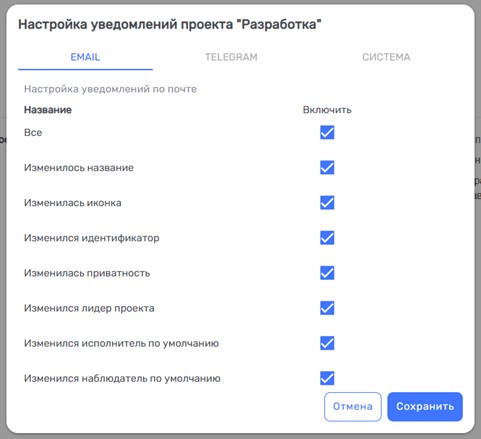 Настройка уведомлений проекта "Разработка"
EMAIL TELEGRAM СИСТЕМА
Настройка уведомлений по почте
Название Включить
Все
Изменилось название
Изменилась иконка
Изменился идентификатор
Изменилась приватность
Изменился лидер проекта
Изменился исполнитель по умолчанию
Изменился наблюдатель по умолчанию
Отмена Сохранить